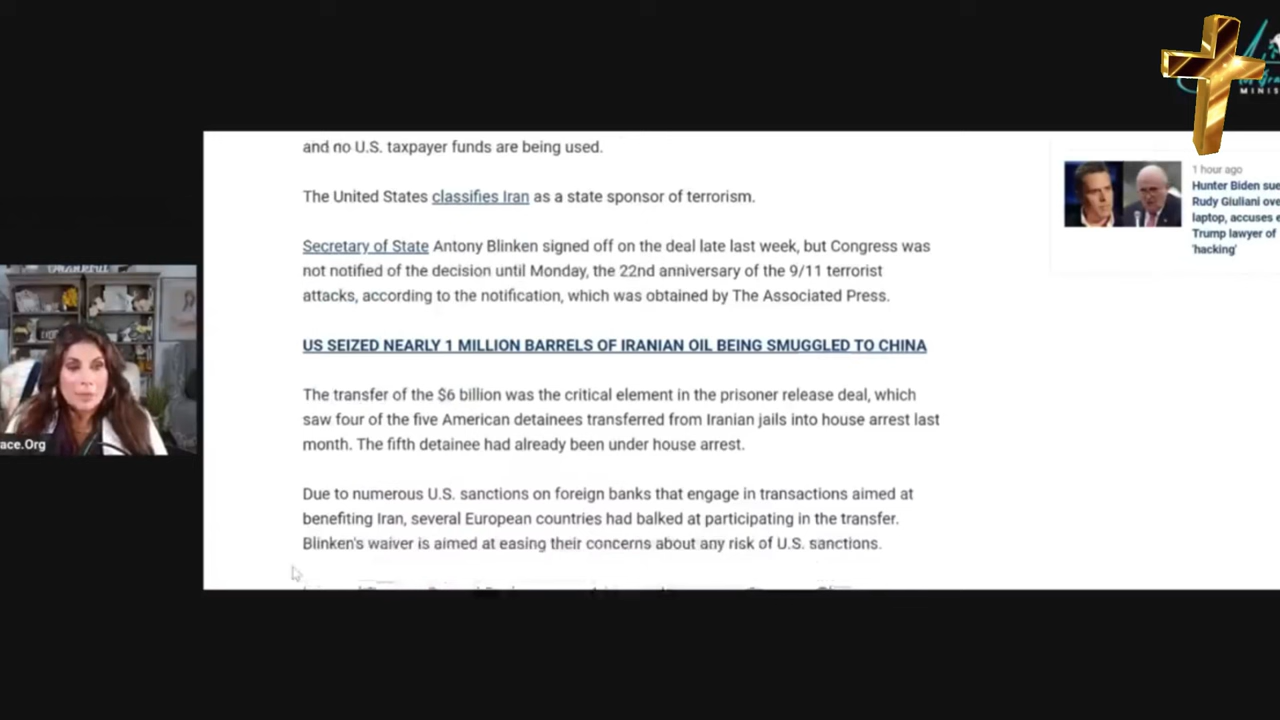 and no U.S. taxpayer funds are being used.
The United States classifies Iran as a state sponsor of terrorism.
Secretary of State Antony Blinken signed off on the deal late last week, but Congress was
not notified of the decision until Monday, the 22nd anniversary of the 9/11 terrorist
attacks, according to the notification, which was obtained by The Associated Press.
US SEIZED NEARLY 1 MILLION BARRELS OF IRANIAN OIL BEING SMUGGLED TO CHINA
The transfer of the $6 billion was the critical element in the prisoner release deal, which
saw four of the five American detainees transferred from Iranian jails into house arrest last
month. The fifth detainee had already been under house arrest.
Due to numerous U.S. sanctions on foreign banks that engage in transactions aimed at
benefiting Iran, several European countries had balked at participating in the transfer.
Blinken's waiver is aimed at easing their concerns about any risk of U.S. sanctions.
1 hour ago
Hunter Biden sue
Rudy Giuliani ove
laptop, accuses e
Trump lawyer of
'hacking'
ace.Org
MINIS